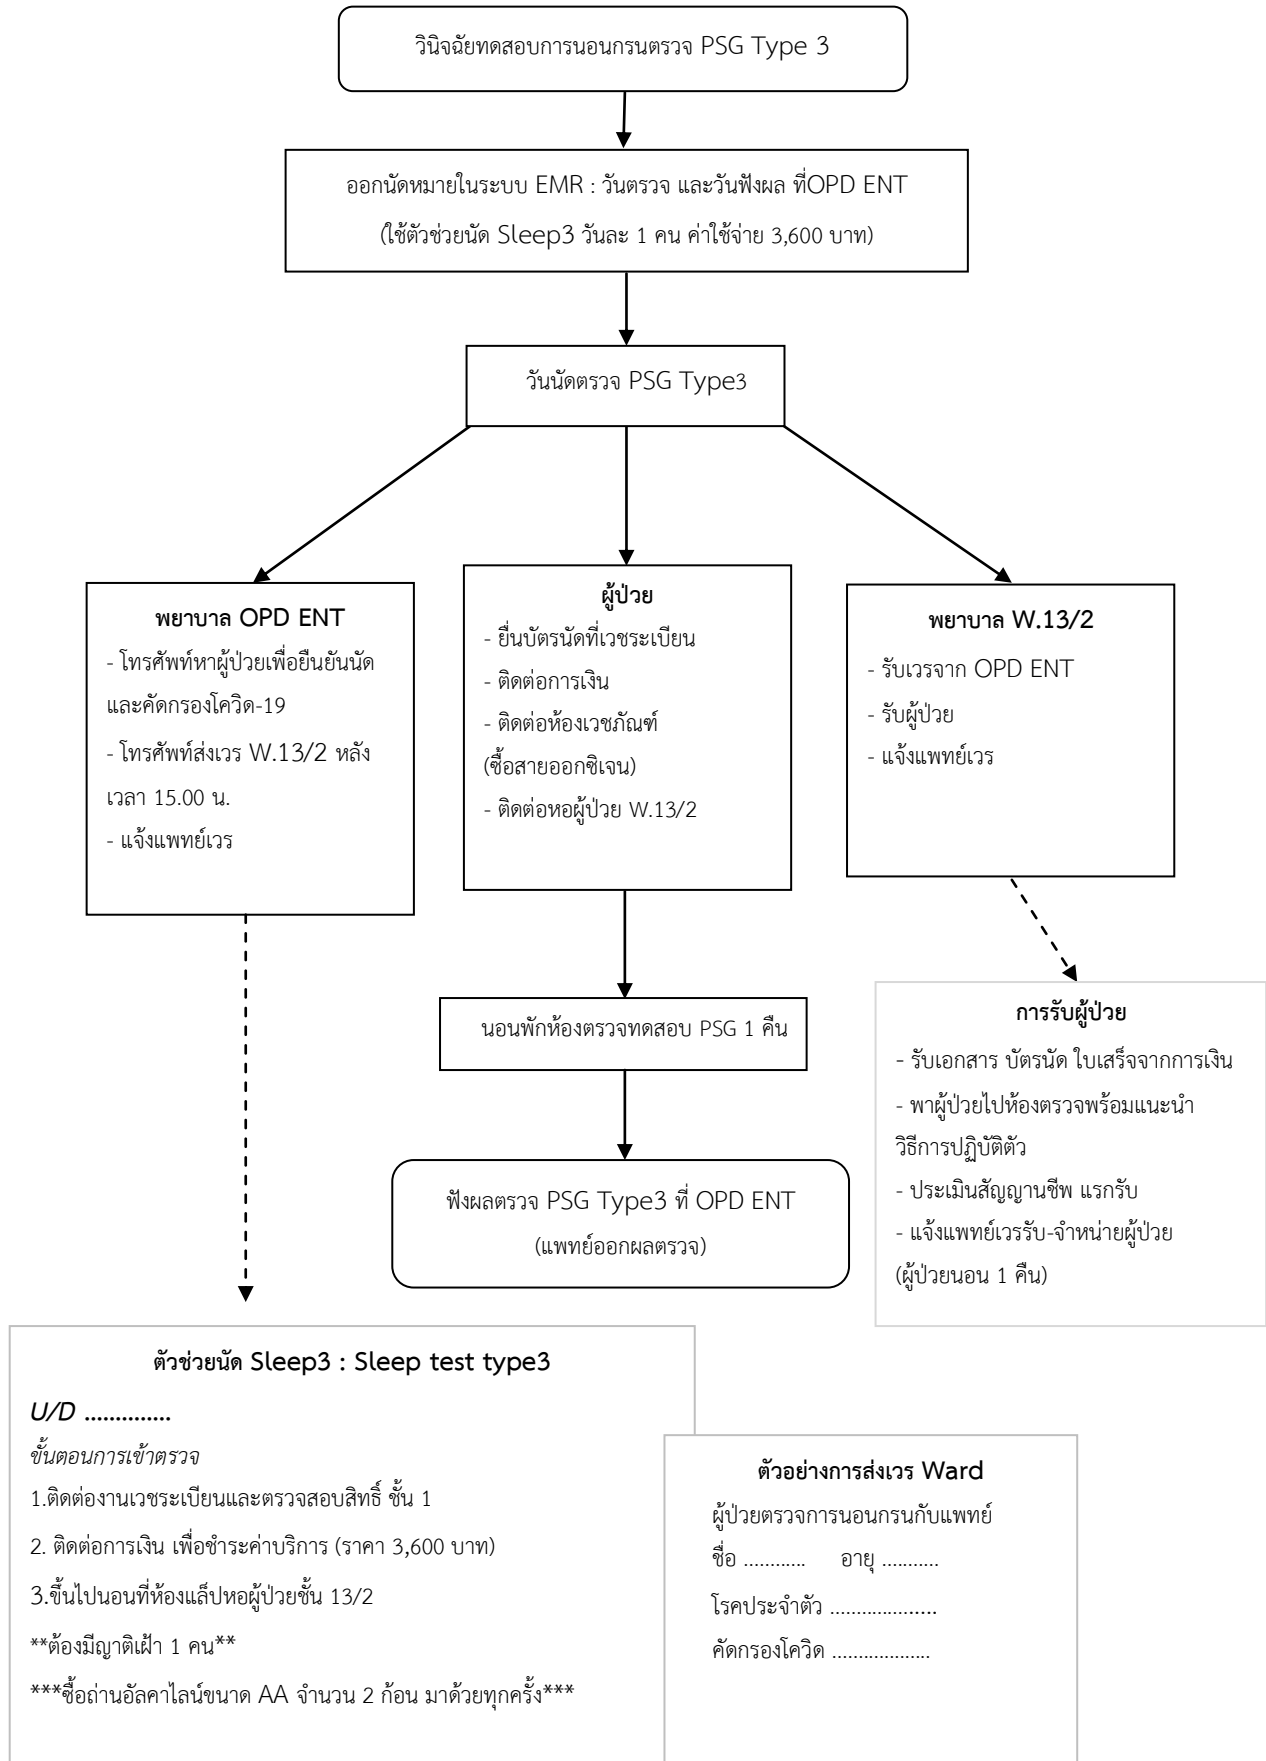 วินิจฉัยทดสอบการนอนกรนตรวจ PSG Type 3
ออกนัดหมายในระบบ EMR : วันตรวจ และวันฟังผล ที่OPD ENT
(ใช้ตัวช่วยนัด Sleep3 วันละ 1 คน ค่าใช้จ่าย 3,600 บาท)
วันนัดตรวจ PSG Type3
พยาบาล OPD ENT
- โทรศัพท์หาผู้ป่วยเพื่อยืนยันนัด
และคัดกรองโควิด-19
- โทรศัพท์ส่งเวร W.13/2 หลัง
เวลา 15.00 น.
- แจ้งแพทย์เวร
ผู้ป่วย
- ยื่นบัตรนัดที่เวชระเบียน
- ติดต่อการเงิน
- ติดต่อห้องเวชภัณฑ์
(ซื้อสายออกซิเจน)
- ติดต่อหอผู้ป่วย W.13/2
พยาบาล W.13/2
- รับเวรจาก OPD ENT
- รับผู้ป่วย
- แจ้งแพทย์เวร
นอนพักห้องตรวจทดสอบ PSG 1 คืน
ฟังผลตรวจ PSG Type3 ที่ OPD ENT
(แพทย์ออกผลตรวจ)
การรับผู้ป่วย
- รับเอกสาร บัตรนัด ใบเสร็จจากการเงิน
- พาผู้ป่วยไปห้องตรวจพร้อมแนะนำ
วิธีการปฏิบัติตัว
- ประเมินสัญญานชีพ แรกรับ
- แจ้งแพทย์เวรรับ-จำหน่ายผู้ป่วย
(ผู้ป่วยนอน 1 คืน)
ตัวช่วยนัด Sleep3 : Sleep test type3
U/D ..............
ขั้นตอนการเข้าตรวจ
1.ติดต่องานเวชระเบียนและตรวจสอบสิทธิ์ ชั้น 1
2. ติดต่อการเงิน เพื่อชำระค่าบริการ (ราคา 3,600 บาท)
3.ขึ้นไปนอนที่ห้องแล็ปหอผู้ป่วยชั้น 13/2
**ต้องมีญาติเฝ้า 1 คน**
***ซื้อถ่านอัลคาไลน์ขนาด AA จำนวน 2 ก้อน มาด้วยทุกครั้ง***
ตัวอย่างการส่งเวร Ward
ผู้ป่วยตรวจการนอนกรนกับแพทย์
ชื่อ ............ อายุ ...........
โรคประจำตัว ....................
คัดกรองโควิด ...................